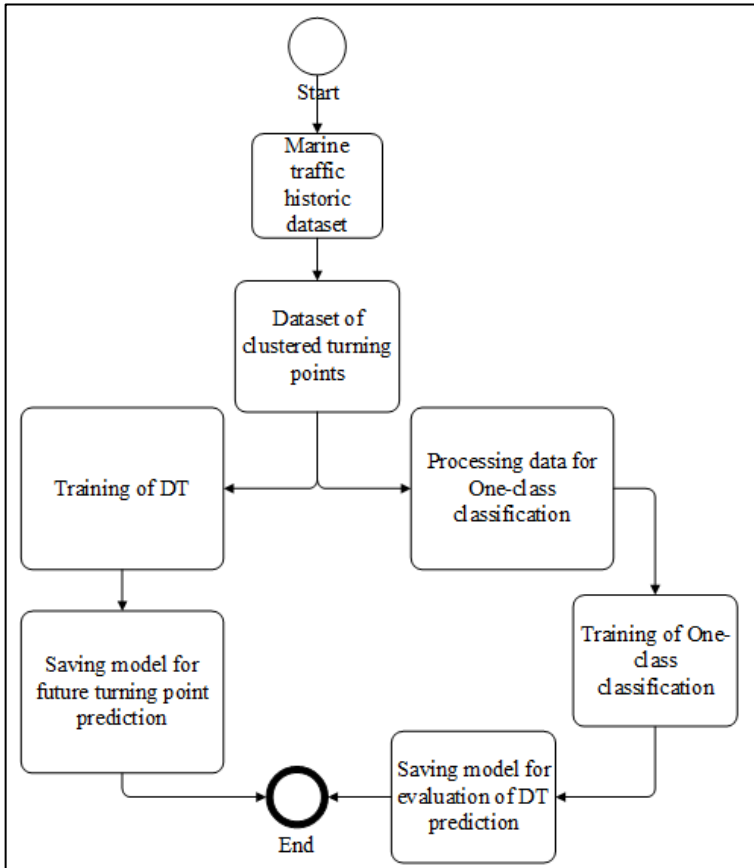 Start
Marine
traffic
historic
dataset
Dataset of
clustered turning
points
Training of DT
Processing data for
One-class
classification
Saving model for
future turning point
prediction
Training of One-
class
classification
Saving model for
evaluation of DT
prediction
End